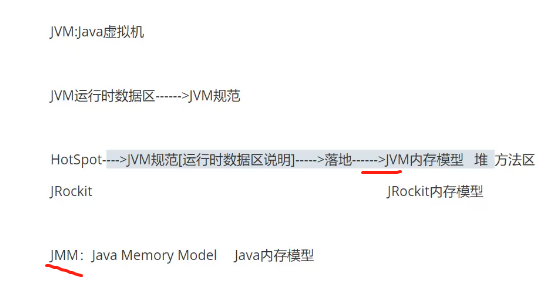 JVM:Java虚拟机
JVM运行时数据区------>JVM规范
HotSpot---->JVM规范[运行时数据区说明]----->落地------>JVM内存模型 堆 方法区
JRockit JRockit内存模型
JMM：Java Memory Model Java内存模型